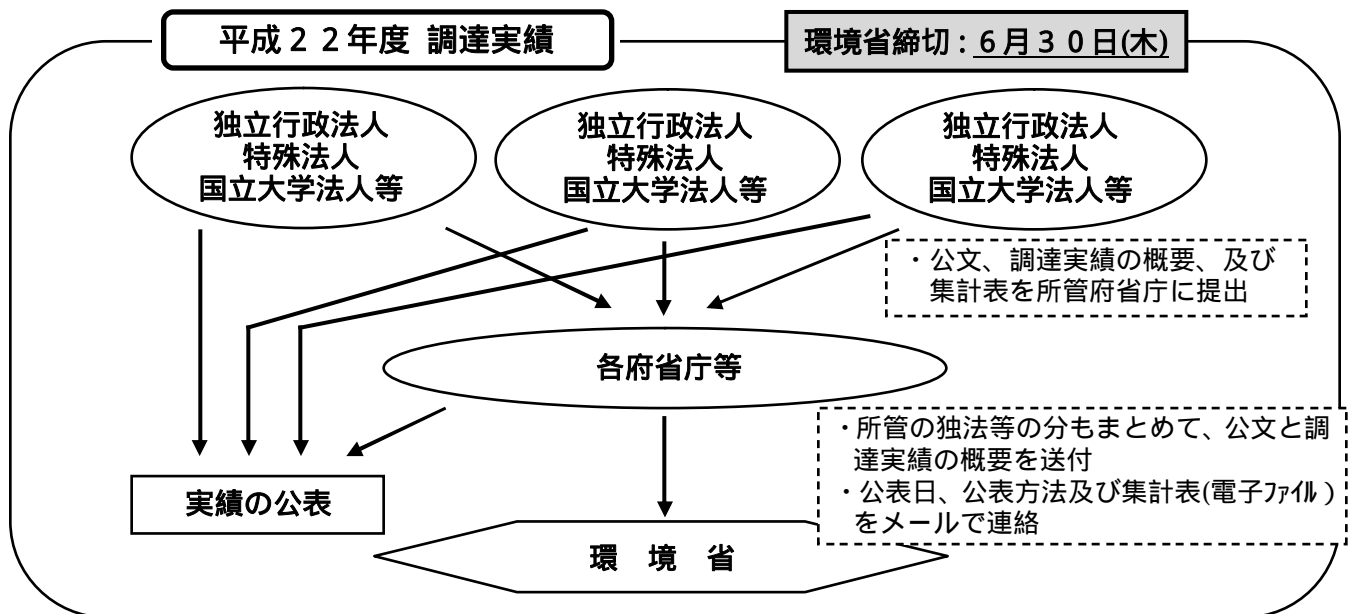 平成２２年度 調達実績
環境省締切：６月３０日(木)
独立行政法人
特殊法人
国立大学法人等
独立行政法人
特殊法人
国立大学法人等
独立行政法人
特殊法人
国立大学法人等
・公文、調達実績の概要、及び
集計表を所管府省庁に提出
各府省庁等
・所管の独法等の分もまとめて、公文と調
達実績の概要を送付
・公表日、公表方法及び集計表(電子ﾌｧｲﾙ）
をメールで連絡
実績の公表
環　境　省